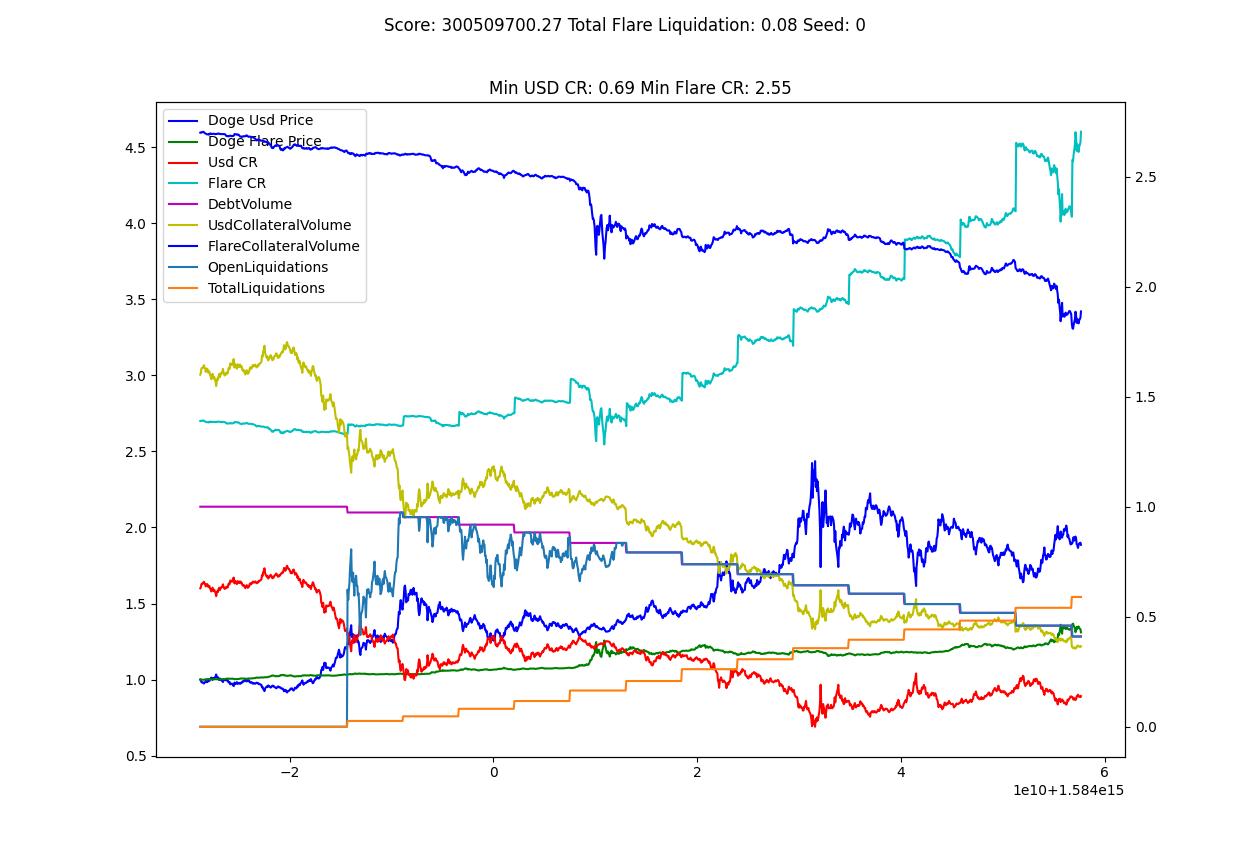 Score: 300509700.27 Total Flare Liquidation: 0.08 Seed: 0
Min USD CR: 0.69 Min Flare CR: 2.55
Doge Usd Price
Doge Flare Price
Usd CR
Flare CR
DebtVolume
UsdCollateralVolume
FlareCollateralVolume
OpenLiquidations
TotalLiquidations
4.5
4.0
3.5
3.0
2.5
2.0
1.5
1.0
0.5
2.5
2.0
1.5
1.0
0.5
0.0
−2
0
2
4
6
1e10+1.584e15